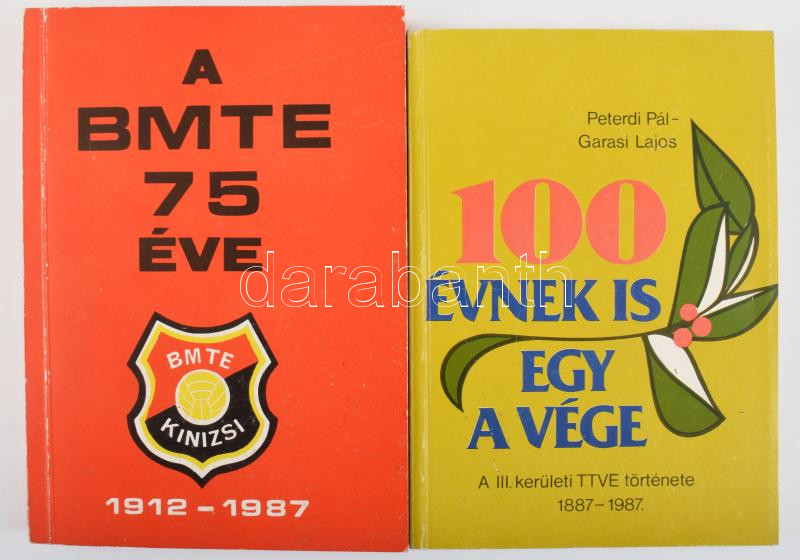 A
BMTE
75
ÉVE
BMTE
KINIZSI
1912 - 1987
Peterdi Pál-
Garasi Lajos
100
ÉVNEK IS
EGY
A VÉGE
A III. kerületi TTVE története
1887-1987.
darabanth